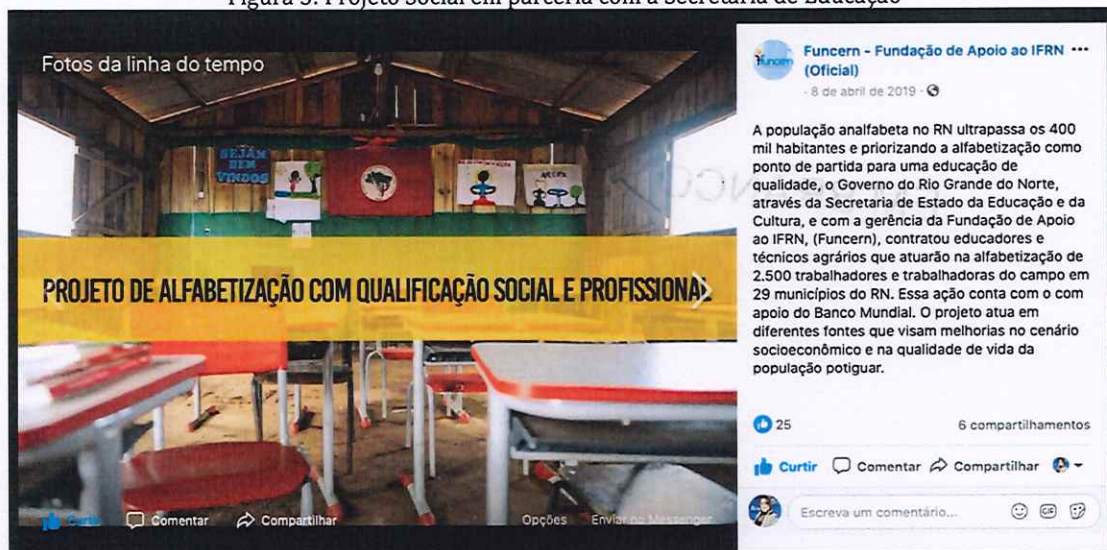 Figura 5: Projeto social em parceria com a Secretaria de Educação
Fotos da linha do tempo
SEJAM
BEM
VINDOS
PROJETO DE ALFABETIZAÇÃO COM QUALIFICAÇÃO SOCIAL E PROFISSIONAL
Curtir Comentar Compartilhar
Opções Enviar no Messenger
Funcern - Fundação de Apoio ao IFRN
(Oficial)
8 de abril de 2019
A população analfabeta no RN ultrapassa os 400
mil habitantes e priorizando a alfabetização como
ponto de partida para uma educação de
qualidade, o Governo do Rio Grande do Norte,
através da Secretaria de Estado da Educação e da
Cultura, e com a gerência da Fundação de Apoio
ao IFRN, (Funcern), contratou educadores e
técnicos agrários que atuarão na alfabetização de
2.500 trabalhadores e trabalhadoras do campo em
29 municípios do RN. Essa ação conta com o com
apoio do Banco Mundial. O projeto atua em
diferentes fontes que visam melhorias no cenário
socioeconômico e na qualidade de vida da
população potiguar.
25
6 compartilhamentos
Curtir Comentar Compartilhar
Escreva um comentário...
GIF